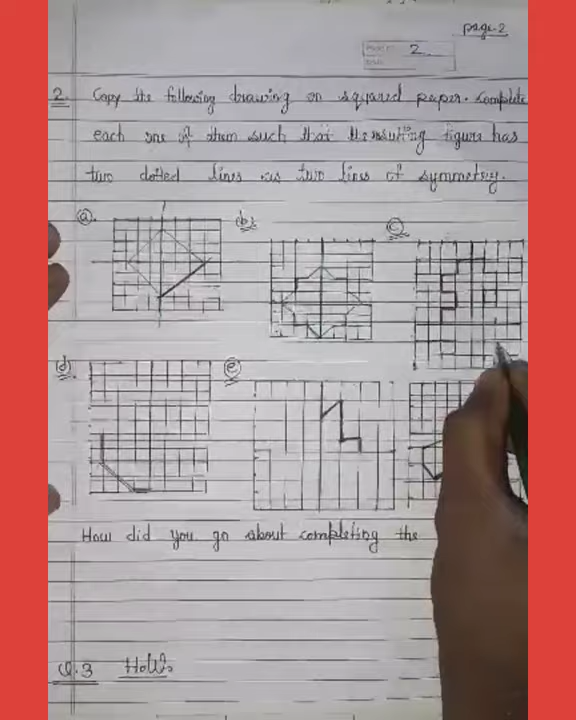 page-2
2
2. Copy the following drawing on squared paper. Complete
each one of them such that the resulting figure has
two dotted lines as two lines of symmetry.
(a) (b) (c)
(d) (e)
How did you go about completing the
Q.3 HoW.